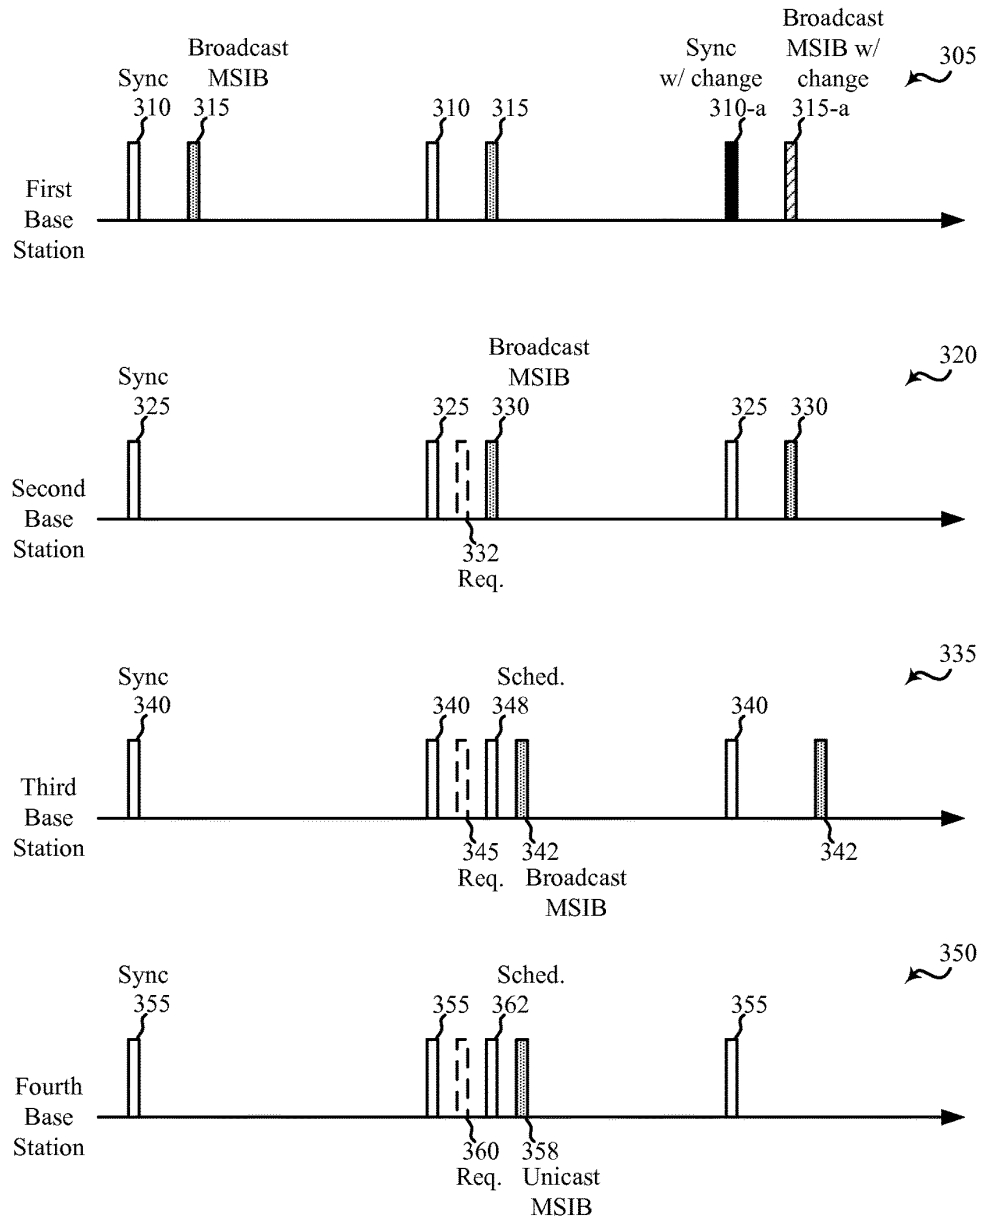 Broadcast
MSIB
Sync
310
315
310
315
Sync
w/ change
310-a
Broadcast
MSIB w/
change
315-a
305
First
Base
Station
320
Broadcast
MSIB
Sync
325
325
330
325
330
Second
Base
Station
332
Req.
335
Sync
340
340
Sched.
348
340
Third
Base
Station
345
Req.
342
Broadcast
MSIB
342
350
Sync
355
355
Sched.
362
355
Fourth
Base
Station
360
Req.
358
Unicast
MSIB